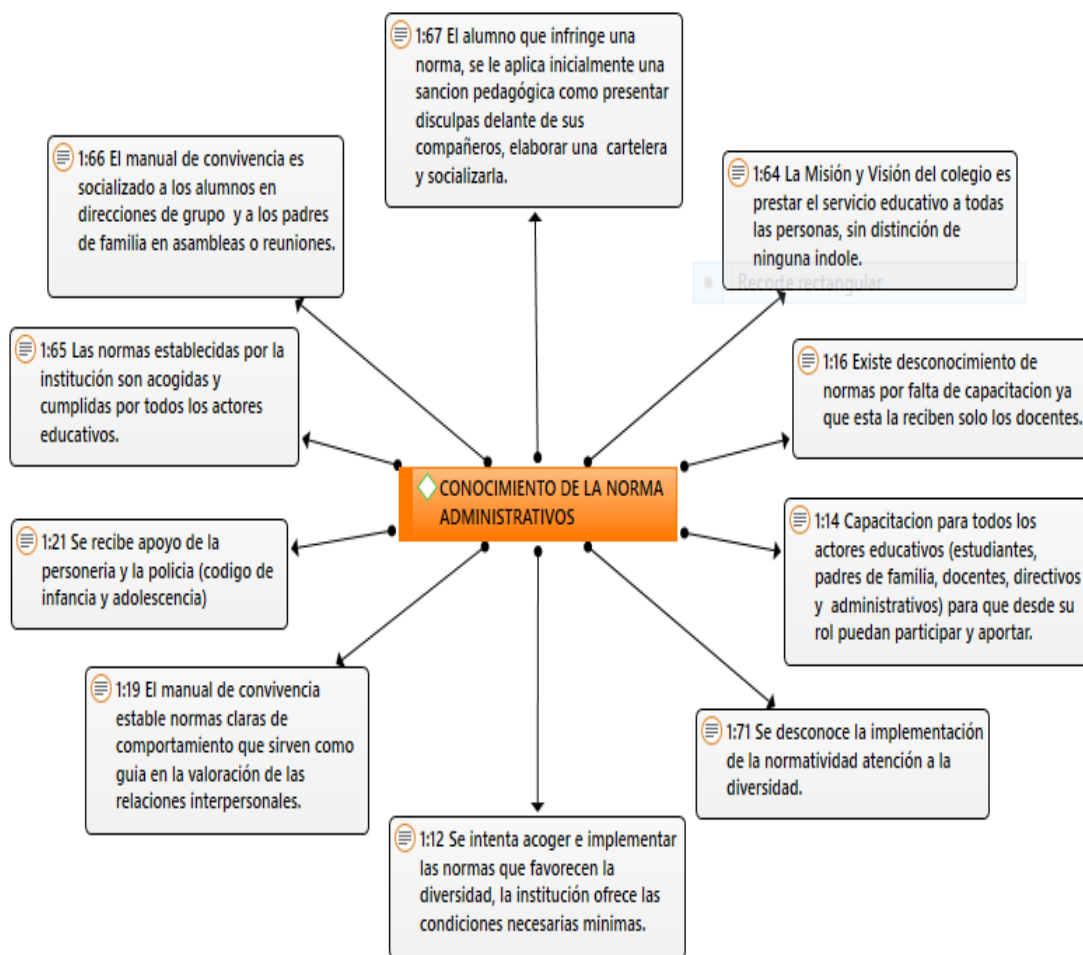 1:67 El alumno que infringe una
norma, se le aplica inicialmente una
sancion pedagógica como presentar
disculpas delante de sus
compañeros, elaborar una cartelera
y socializarla.
1:66 El manual de convivencia es
socializado a los alumnos en
direcciones de grupo y a los padres
de familia en asambleas o reuniones.
1:64 La Misión y Visión del colegio es
prestar el servicio educativo a todas
las personas, sin distinción de
ninguna indole.
Recorte rectangular
1:65 Las normas establecidas por la
institución son acogidas y
cumplidas por todos los actores
educativos.
1:16 Existe desconocimiento de
normas por falta de capacitacion ya
que esta la reciben solo los docentes.
CONOCIMIENTO DE LA NORMA
ADMINISTRATIVOS
1:21 Se recibe apoyo de la
personeria y la policia (codigo de
infancia y adolescencia)
1:14 Capacitacion para todos los
actores educativos (estudiantes,
padres de familia, docentes, directivos
y administrativos) para que desde su
rol puedan participar y aportar.
1:19 El manual de convivencia
estable normas claras de
comportamiento que sirven como
guia en la valoración de las
relaciones interpersonales.
1:71 Se desconoce la implementación
de la normatividad atención a la
diversidad.
1:12 Se intenta acoger e implementar
las normas que favorecen la
diversidad, la institución ofrece las
condiciones necesarias minimas.